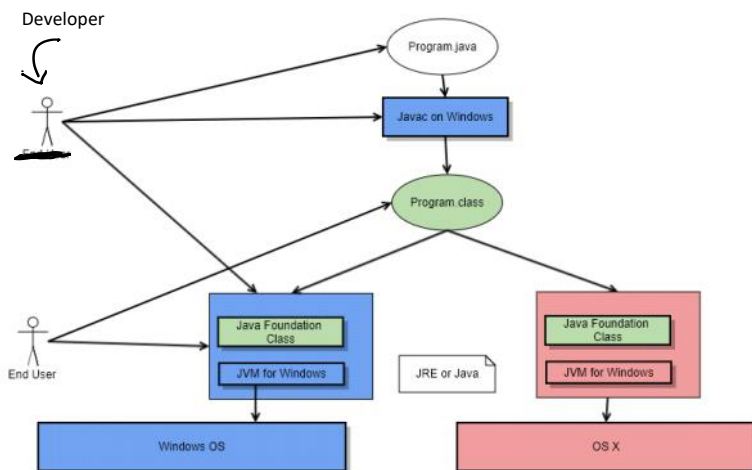 Developer
Program.java
Javac on Windows
Program.class
Java Foundation
Class
JVM for Windows
End User
JRE or Java
Java Foundation
Class
JVM for Windows
Windows OS
OS X